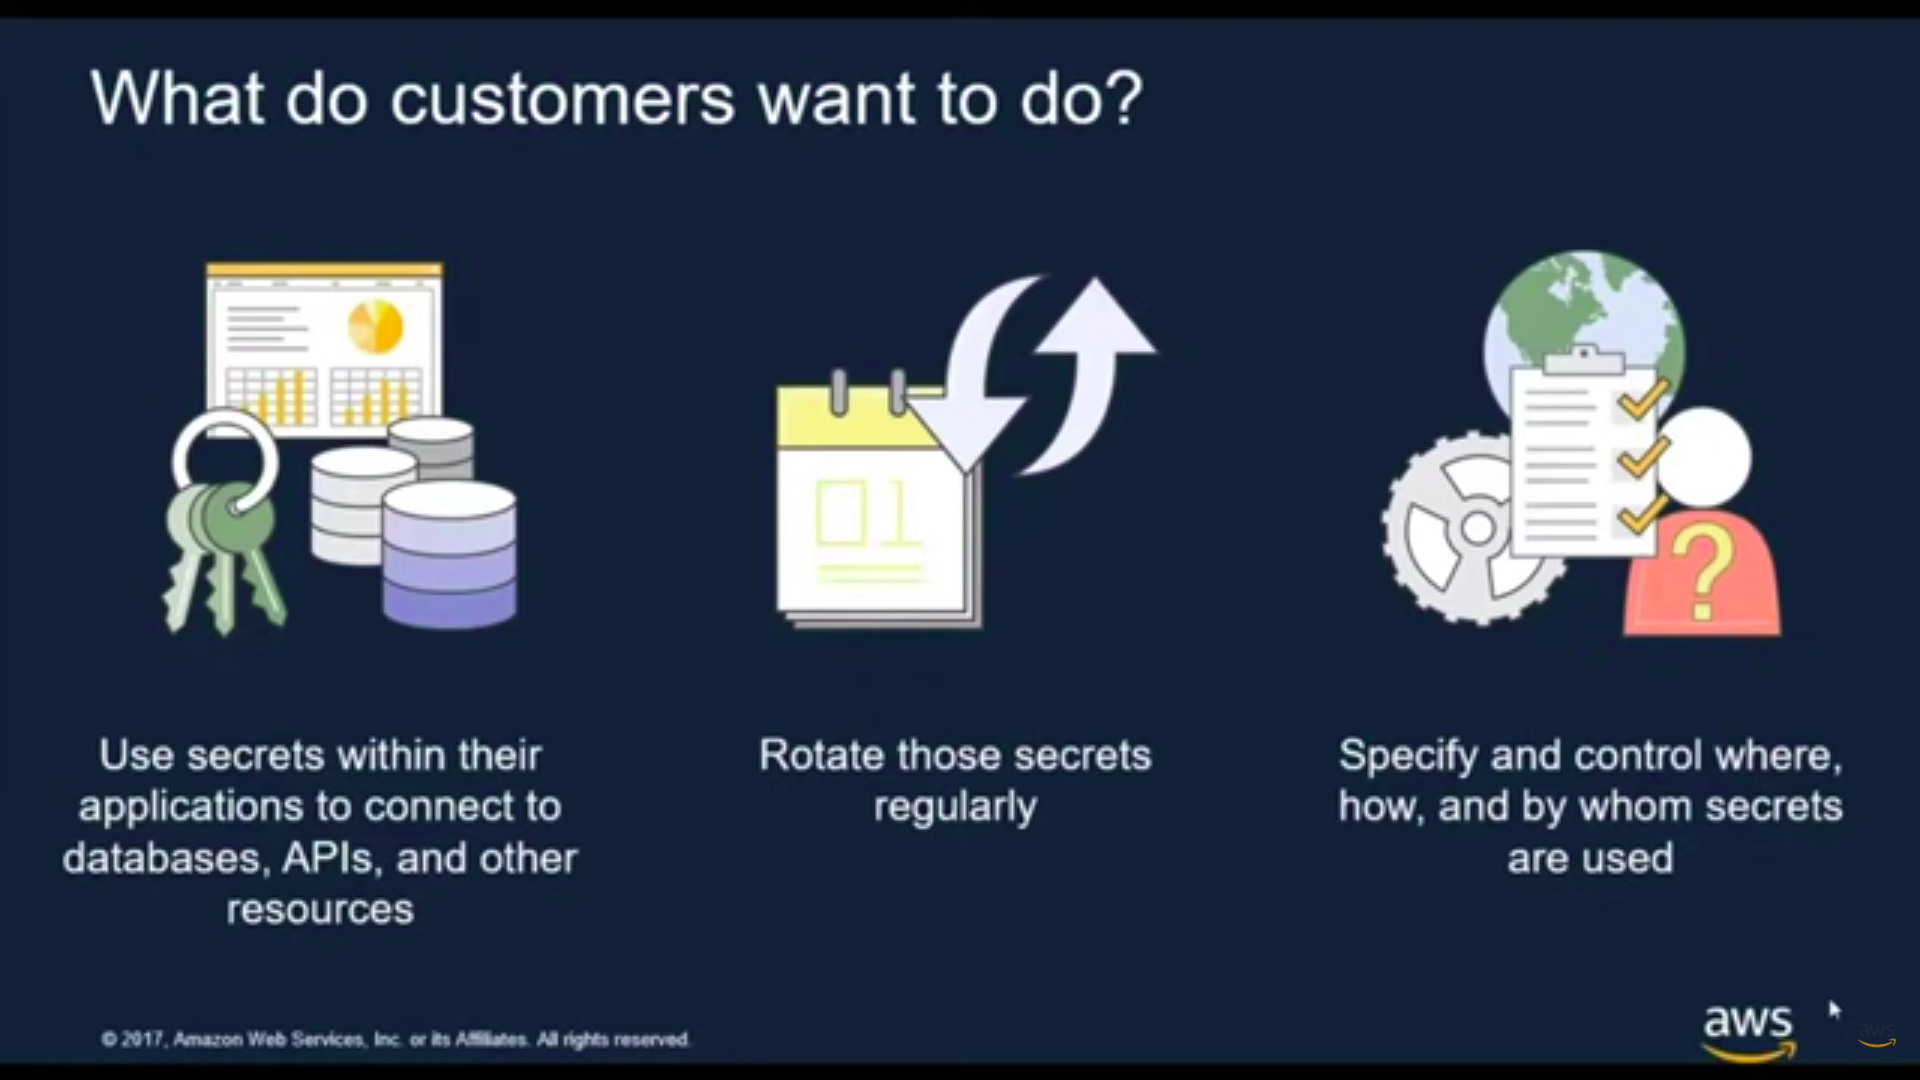 What do customers want to do?
01
?
Use secrets within their
applications to connect to
databases, APIs, and other
resources
Rotate those secrets
regularly
Specify and control where,
how, and by whom secrets
are used
© 2017, Amazon Web Services, Inc. or its Affiliates. All rights reserved.
aws
aws